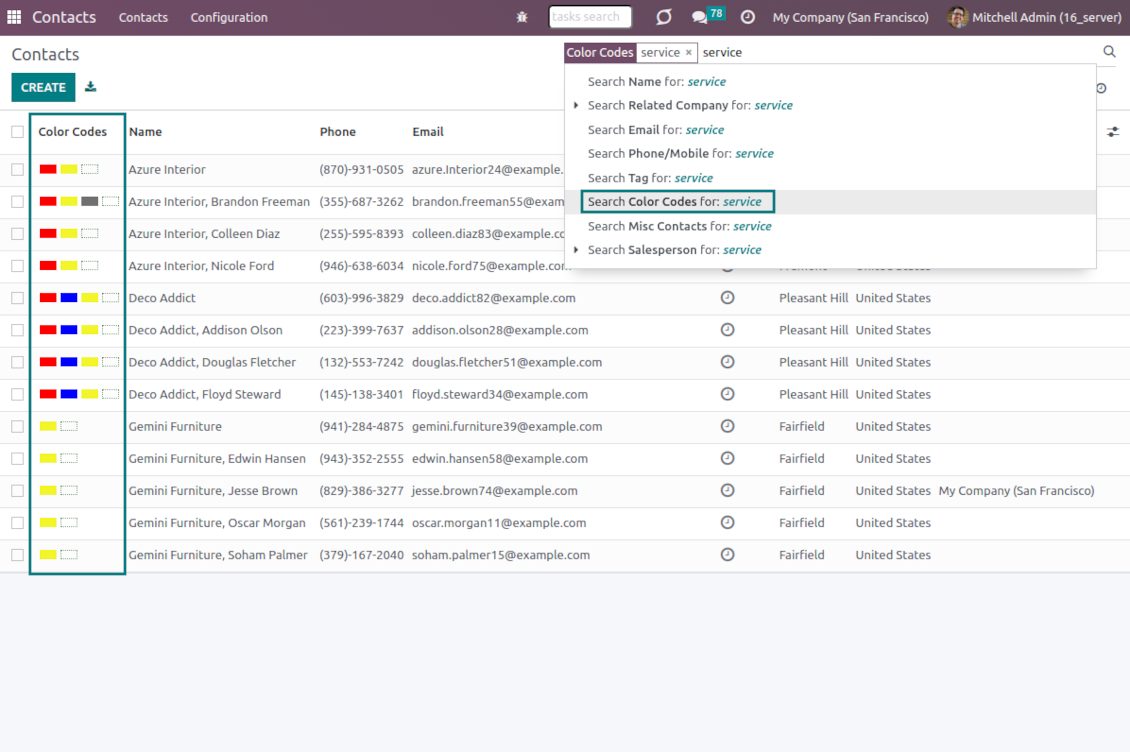 Contacts Contacts Configuration tasks search 78 My Company (San Francisco) Mitchell Admin (16_server)
Contacts
Color Codes service × service
CREATE
Search Name for: service
Search Related Company for: service
Search Email for: service
Search Phone/Mobile for: service
Search Tag for: service
Search Color Codes for: service
Search Misc Contacts for: service
Search Salesperson for: service
Color Codes Name Phone Email
Azure Interior (870)-931-0505 azure.Interior24@example.
Azure Interior, Brandon Freeman (355)-687-3262 brandon.freeman55@exam
Azure Interior, Colleen Diaz (255)-595-8393 colleen.diaz83@example.co
Azure Interior, Nicole Ford (946)-638-6034 nicole.ford75@example.com
Deco Addict (603)-996-3829 deco.addict82@example.com Pleasant Hill United States
Deco Addict, Addison Olson (223)-399-7637 addison.olson28@example.com Pleasant Hill United States
Deco Addict, Douglas Fletcher (132)-553-7242 douglas.fletcher51@example.com Pleasant Hill United States
Deco Addict, Floyd Steward (145)-138-3401 floyd.steward34@example.com Pleasant Hill United States
Gemini Furniture (941)-284-4875 gemini.furniture39@example.com Fairfield United States
Gemini Furniture, Edwin Hansen (943)-352-2555 edwin.hansen58@example.com Fairfield United States
Gemini Furniture, Jesse Brown (829)-386-3277 jesse.brown74@example.com Fairfield United States My Company (San Francisco)
Gemini Furniture, Oscar Morgan (561)-239-1744 oscar.morgan11@example.com Fairfield United States
Gemini Furniture, Soham Palmer (379)-167-2040 soham.palmer15@example.com Fairfield United States